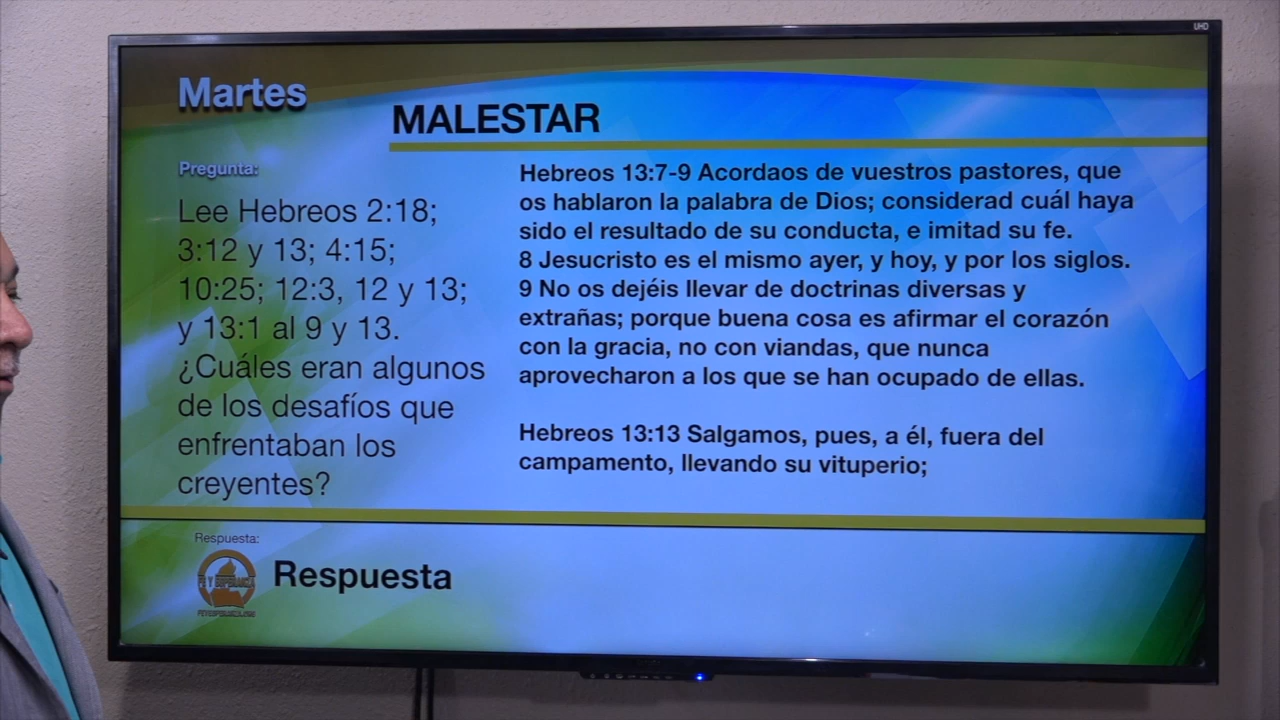 UHD
Martes
MALESTAR
Pregunta:
Lee Hebreos 2:18;
3:12 y 13; 4:15;
10:25; 12:3, 12 y 13;
y 13:1 al 9 y 13.
¿Cuáles eran algunos
de los desafíos que
enfrentaban los
creyentes?
Hebreos 13:7-9 Acordaos de vuestros pastores, que
os hablaron la palabra de Dios; considerad cuál haya
sido el resultado de su conducta, e imitad su fe.
8 Jesucristo es el mismo ayer, y hoy, y por los siglos.
9 No os dejéis llevar de doctrinas diversas y
extrañas; porque buena cosa es afirmar el corazón
con la gracia, no con viandas, que nunca
aprovecharon a los que se han ocupado de ellas.
Hebreos 13:13 Salgamos, pues, a él, fuera del
campamento, llevando su vituperio;
Respuesta:
FE Y ESPERANZA
Respuesta